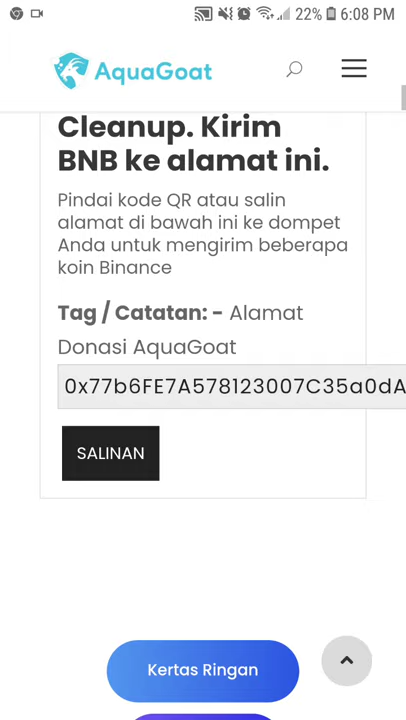 22% 6:08 PM
AquaGoat
Cleanup. Kirim
BNB ke alamat ini.
Pindai kode QR atau salin
alamat di bawah ini ke dompet
Anda untuk mengirim beberapa
koin Binance
Tag / Catatan: - Alamat
Donasi AquaGoat
0x77b6FE7A578123007C35a0dA
SALINAN
Kertas Ringan